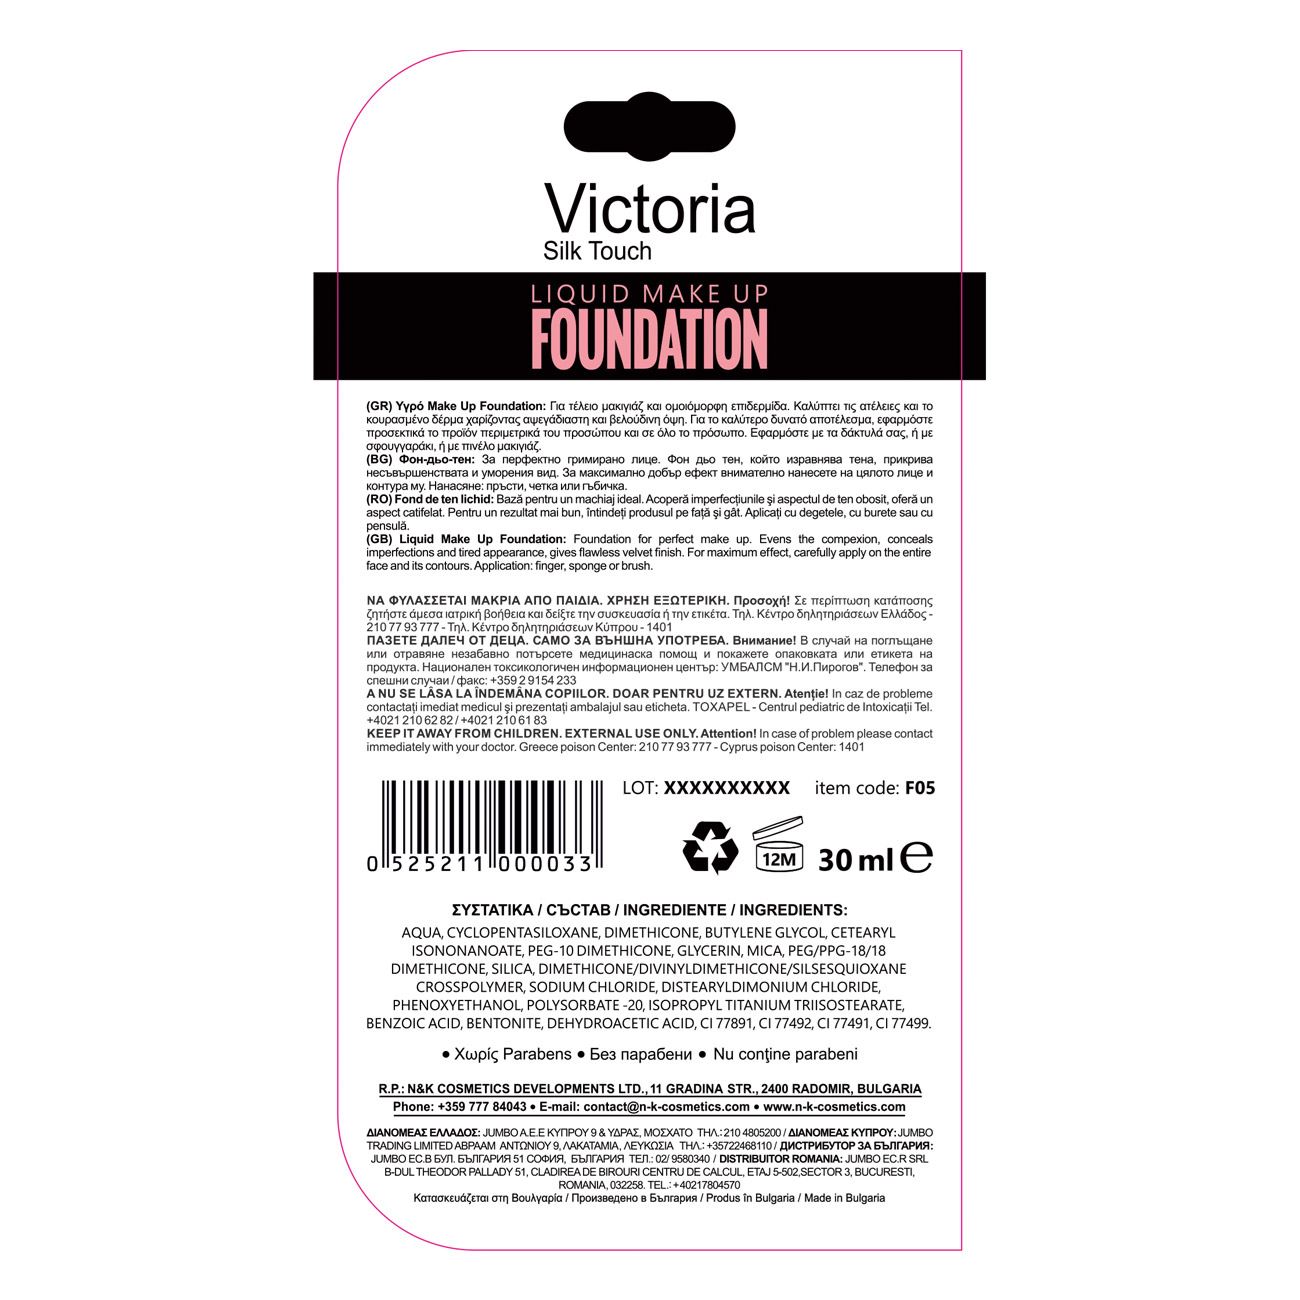 Victoria
Silk Touch
LIQUID MAKE UP
FOUNDATION
(GR) Υγρό Make Up Foundation: Για τέλειο μακιγιάζ και ομοιόμορφη επιδερμίδα. Καλύπτει τις ατέλειες και το
κουρασμένο δέρμα χαρίζοντας αψεγάδιαστη και βελούδινη όψη. Για το καλύτερο δυνατό αποτέλεσμα, εφαρμόστε
προσεκτικά το προϊόν περιμετρικά του προσώπου και σε όλο το πρόσωπο. Εφαρμόστε με τα δάκτυλά σας, ή με
σφουγγαράκι, ή με πινέλο μακιγιάζ.
(BG) Фон-дьо-тен: За перфектно гримирано лице. Фон дьо тен, който изравнява тена, прикрива
несъвършенствата и уморения вид. За максимално добър ефект внимателно нанесете на цялото лице и
контура му. Нанасяне: пръсти, четка или гъбичка.
(RO) Fond de ten lichid: Bază pentru un machiaj ideal. Acoperă imperfecțiunile şi aspectul de ten obosit, oferă un
aspect catifelat. Pentru un rezultat mai bun, întindeți produsul pe față şi gât. Aplicați cu degetele, cu burete sau cu
pensulă.
(GB) Liquid Make Up Foundation: Foundation for perfect make up. Evens the compexion, conceals
imperfections and tired appearance, gives flawless velvet finish. For maximum effect, carefully apply on the entire
face and its contours. Application: finger, sponge or brush.
ΝΑ ΦΥΛΑΣΣΕΤΑΙ ΜΑΚΡΙΑ ΑΠΟ ΠΑΙΔΙΑ. ΧΡΗΣΗ ΕΞΩΤΕΡΙΚΗ. Προσοχή! Σε περίπτωση κατάποσης
ζητήστε άμεσα ιατρική βοήθεια και δείξτε την συσκευασία ή την ετικέτα. Τηλ. Κέντρο δηλητηριάσεων Ελλάδος -
210 77 93 777 - Τηλ. Κέντρο δηλητηριάσεων Κύπρου - 1401
ПАЗЕТЕ ДАЛЕЧ ОТ ДЕЦА. САМО ЗА ВЪНШНА УПОТРЕБА. Внимание! В случай на поглъщане
или отравяне незабавно потърсете медицинаска помощ и покажете опаковката или етикета на
продукта. Национален токсикологичен информационен център: УМБАЛСМ "Н.И.Пирогов". Телефон за
спешни случаи / факс: +359 2 9154 233
A NU SE LÂSA LA ÎNDEMÂNA COPIILOR. DOAR PENTRU UZ EXTERN. Atenție! In caz de probleme
contactați imediat medicul şi prezentați ambalajul sau eticheta. TOXAPEL - Centrul pediatric de Intoxicații Tel.
+4021 210 62 82 / +4021 210 61 83
KEEP IT AWAY FROM CHILDREN. EXTERNAL USE ONLY. Attention! In case of problem please contact
immediately with your doctor. Greece poison Center: 210 77 93 777 - Cyprus poison Center: 1401
LOT: XXXXXXXXXX item code: F05
0 525211 000033
12M
30 ml e
ΣΥΣΤΑΤΙΚΑ / СЪСТАВ / INGREDIENTE / INGREDIENTS:
AQUA, CYCLOPENTASILOXANE, DIMETHICONE, BUTYLENE GLYCOL, CETEARYL
ISONONANOATE, PEG-10 DIMETHICONE, GLYCERIN, MICA, PEG/PPG-18/18
DIMETHICONE, SILICA, DIMETHICONE/DIVINYLDIMETHICONE/SILSESQUIOXANE
CROSSPOLYMER, SODIUM CHLORIDE, DISTEARYLDIMONIUM CHLORIDE,
PHENOXYETHANOL, POLYSORBATE -20, ISOPROPYL TITANIUM TRIISOSTEARATE,
BENZOIC ACID, BENTONITE, DEHYDROACETIC ACID, CI 77891, CI 77492, CI 77491, CI 77499.
• Χωρίς Parabens • Без парабени • Nu conţine parabeni
R.P.: N&K COSMETICS DEVELOPMENTS LTD., 11 GRADINA STR., 2400 RADOMIR, BULGARIA
Phone: +359 777 84043 • E-mail: contact@n-k-cosmetics.com • www.n-k-cosmetics.com
ΔΙΑΝΟΜΕΑΣ ΕΛΛΑΔΟΣ: JUMBO A.E.E ΚΥΠΡΟΥ 9 & ΥΔΡΑΣ, ΜΟΣΧΑΤΟ ΤΗΛ.: 210 4805200 / ΔΙΑΝΟΜΕΑΣ ΚΥΠΡΟΥ: JUMBO
TRADING LIMITED ΑΒΡΑΑΜ ΑΝΤΩΝΙΟΥ 9, ΛΑΚΑΤΑΜΙΑ, ΛΕΥΚΩΣΙΑ ΤΗΛ.: +35722468110 / ДИСТРИБУТОР ЗА БЪЛГАРИЯ:
JUMBO EC.B БУЛ. БЪЛГАРИЯ 51 СОФИЯ, БЪЛГАРИЯ ТЕЛ.: 02/ 9580340 / DISTRIBUITOR ROMANIA: JUMBO EC.R SRL
B-DUL THEODOR PALLADY 51, CLADIREA DE BIROURI CENTRU DE CALCUL, ETAJ 5-502,SECTOR 3, BUCURESTI,
ROMANIA, 032258. TEL.: +40217804570
Κατασκευάζεται στη Βουλγαρία / Произведено в България / Produs în Bulgaria / Made in Bulgaria